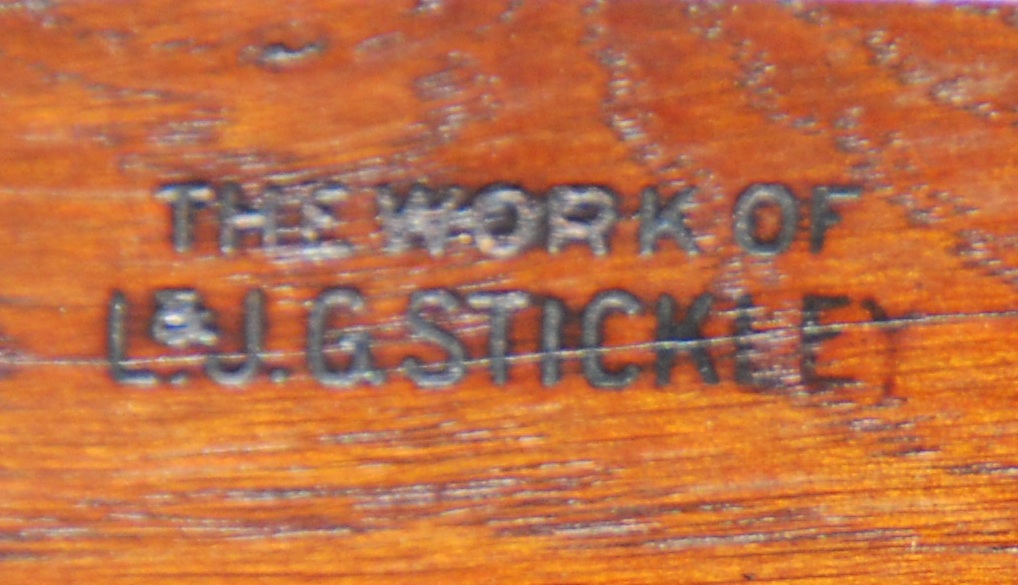 THE WORK OF
L.&J.G.STICKLEY